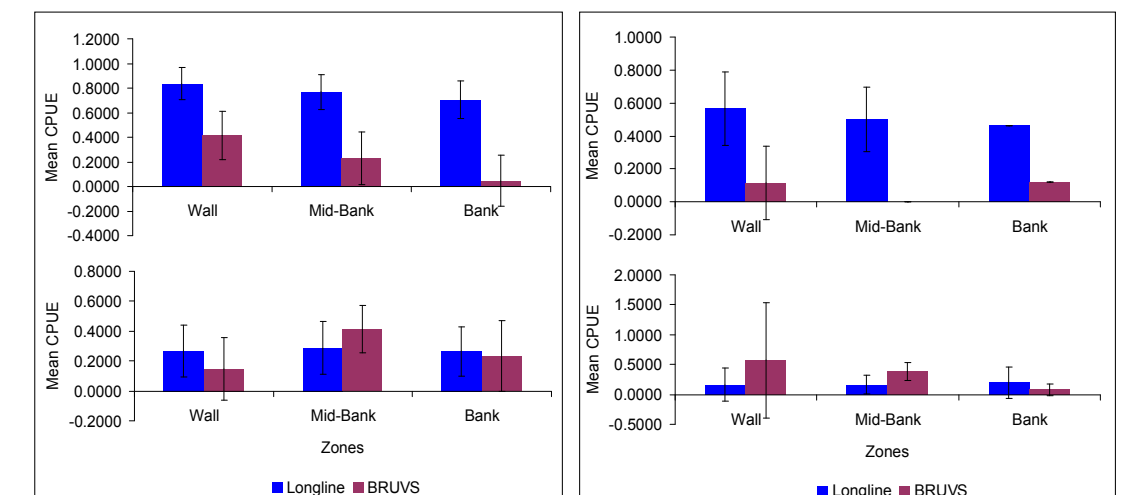 1.2000
1.0000
0.8000
0.6000
0.4000
0.2000
0.0000
-0.2000
-0.4000
Mean CPUE
Wall Mid-Bank Bank
0.8000
0.6000
0.4000
0.2000
0.0000
-0.2000
Mean CPUE
Wall Mid-Bank Bank
Zones
Longline BRUVS
1.0000
0.8000
0.6000
0.4000
0.2000
0.0000
-0.2000
Mean CPUE
Wall Mid-Bank Bank
2.0000
1.5000
1.0000
0.5000
0.0000
-0.5000
Mean CPUE
Wall Mid-Bank Bank
Zones
Longline BRUVS